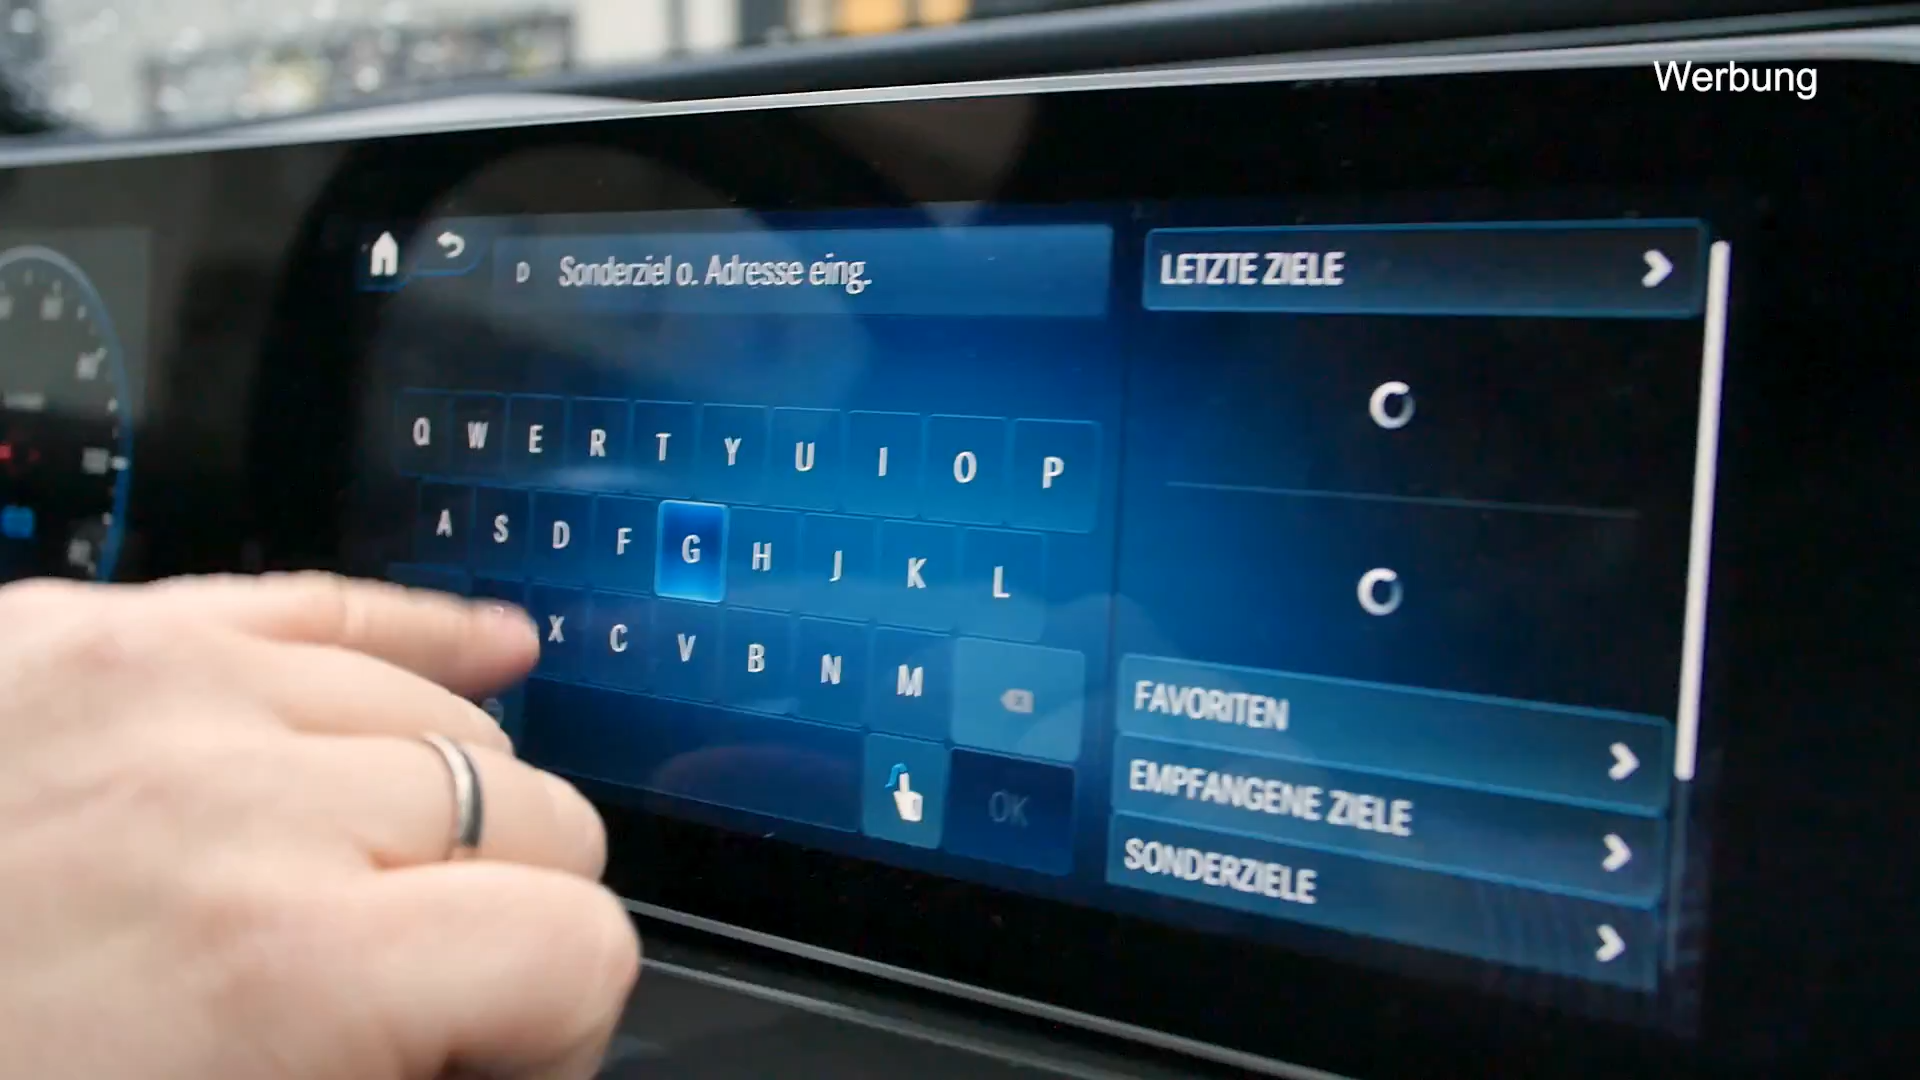 Werbung
D Sonderziel o. Adresse eing.
LETZTE ZIELE
Q W E R T Y U I O P
A S D F G H J K L
X C V B N M
OK
FAVORITEN
EMPFANGENE ZIELE
SONDERZIELE